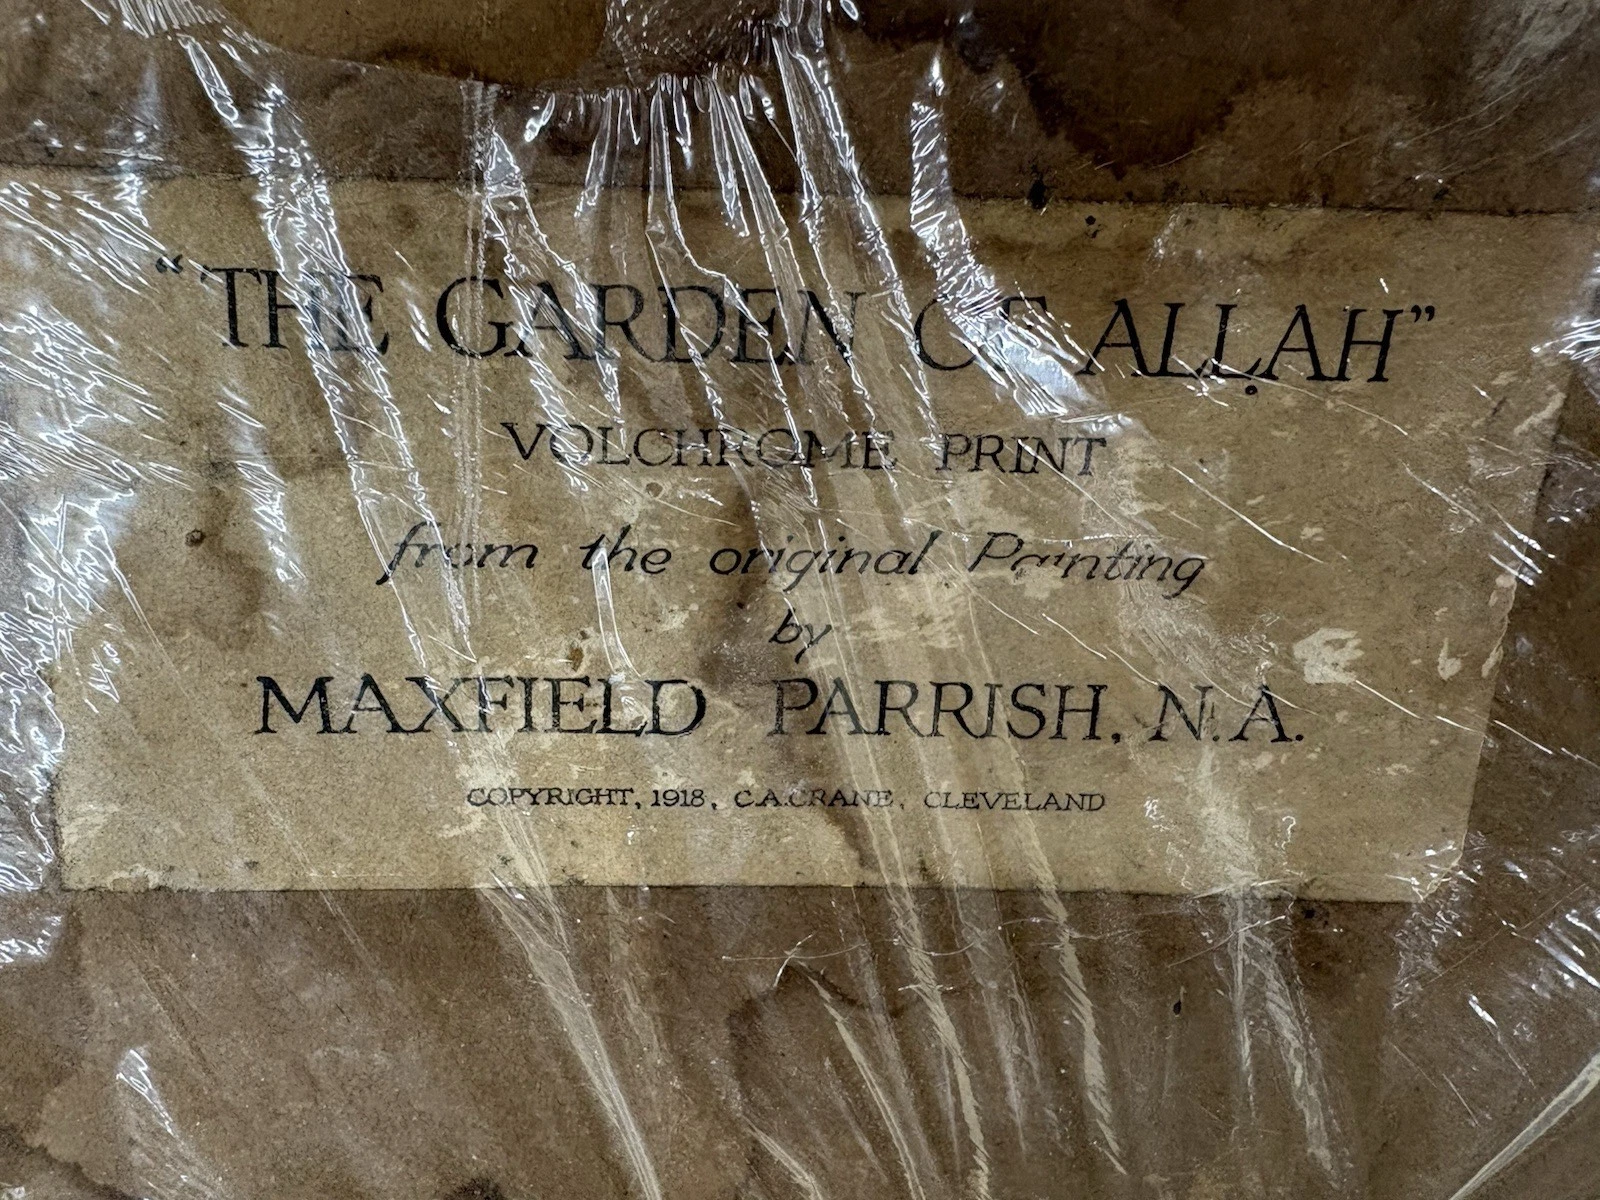 "THE GARDEN OF ALLAH"
VOLCHROME PRINT
from the original Painting
by
MAXFIELD PARRISH, N.A.
COPYRIGHT, 1918, C.A.CRANE, CLEVELAND